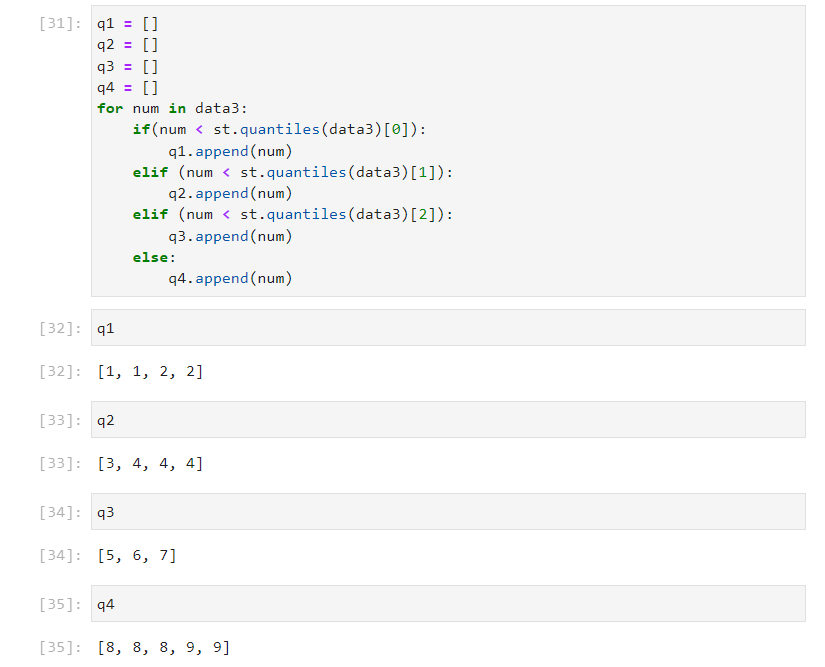 [31]: q1 = []
q2 = []
q3 = []
q4 = []
for num in data3:
    if(num < st.quantiles(data3)[0]):
        q1.append(num)
    elif (num < st.quantiles(data3)[1]):
        q2.append(num)
    elif (num < st.quantiles(data3)[2]):
        q3.append(num)
    else:
        q4.append(num)
[32]: q1
[32]: [1, 1, 2, 2]
[33]: q2
[33]: [3, 4, 4, 4]
[34]: q3
[34]: [5, 6, 7]
[35]: q4
[35]: [8, 8, 8, 9, 9]